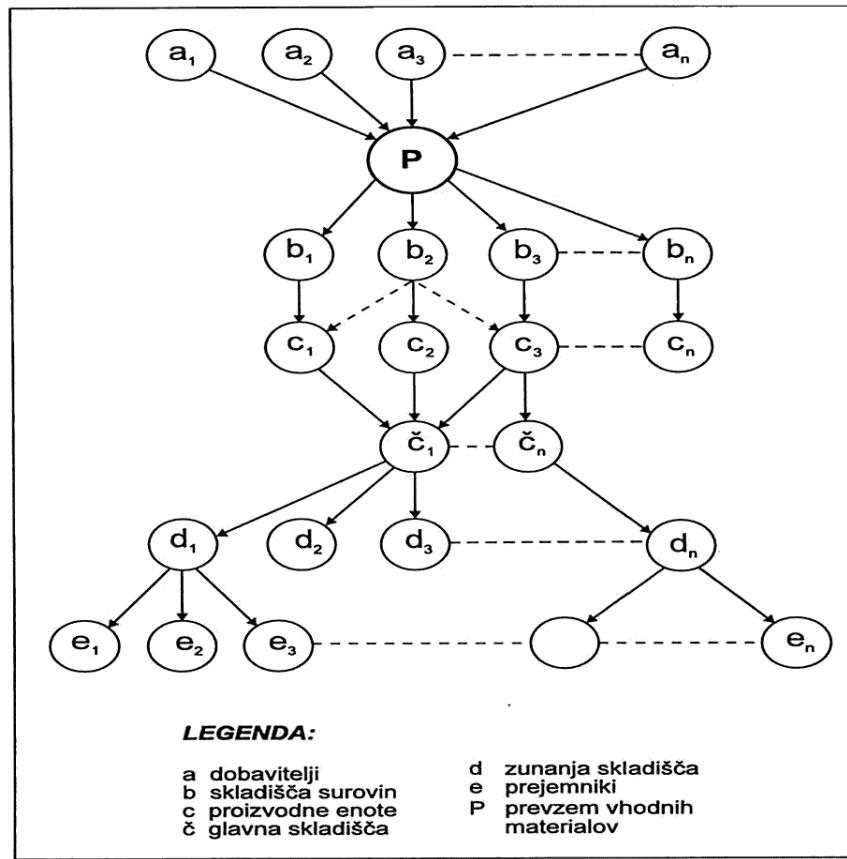 a₁ a₂ a₃ aₙ
P
b₁ b₂ b₃ bₙ
c₁ c₂ c₃ cₙ
č₁ čₙ
d₁ d₂ d₃ dₙ
e₁ e₂ e₃ eₙ
LEGENDA:
a dobavitelji
b skladišča surovin
c proizvodne enote
č glavna skladišča
d zunanja skladišča
e prejemniki
P prevzem vhodnih
materialov